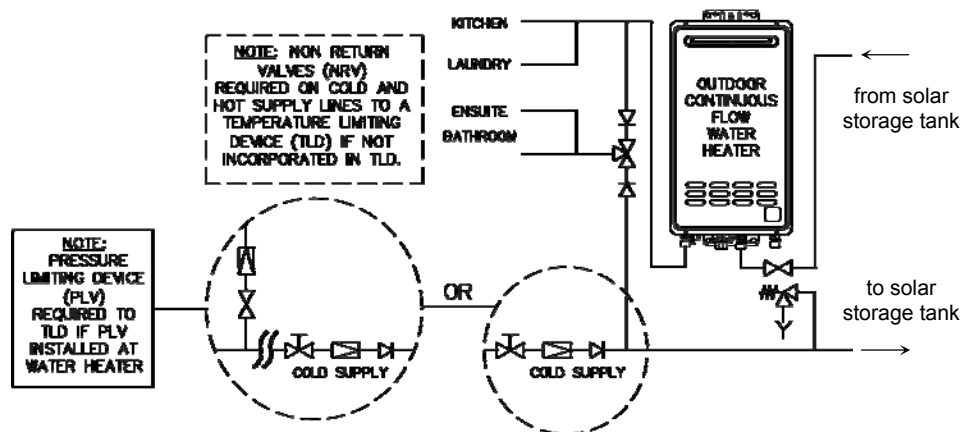 KITCHEN
LAUNDRY
ENSUITE
BATHROOM
NOTE: NON RETURN
VALVES (NRV)
REQUIRED ON COLD AND
HOT SUPPLY LINES TO A
TEMPERATURE LIMITING
DEVICE (TLD) IF NOT
INCORPORATED IN TLD.
OUTDOOR
CONTINUOUS
FLOW
WATER
HEATER
from solar
storage tank
NOTE:
PRESSURE
LIMITING DEVICE
(PLV)
REQUIRED TO
TLD IF PLV
INSTALLED AT
WATER HEATER
OR
COLD SUPPLY
COLD SUPPLY
to solar
storage tank